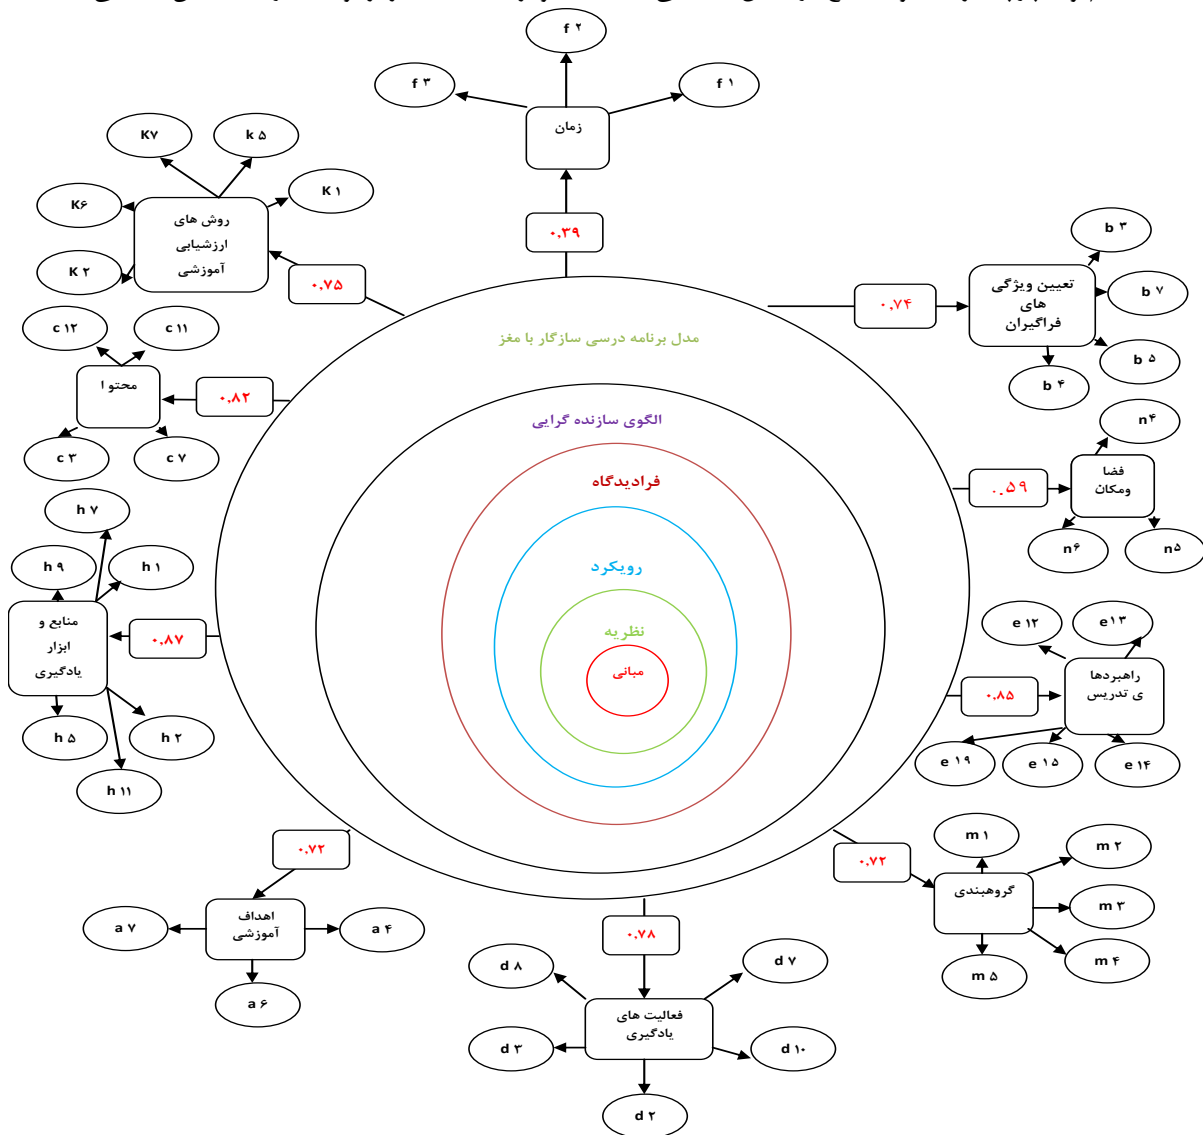 f ۲
f ۳
f ۱
زمان
۰,۳۹
K۷
k ۵
K ۱
K۶
K ۲
روش های
ارزشیابی
آموزشی
۰,۷۵
b ۳
b ۷
b ۵
b ۴
تعیین ویژگی
های
فراگیران
۰,۷۴
مدل برنامه درسی سازگار با مغز
الگوی سازنده گرایی
فرادیدگاه
رویکرد
نظریه
مبانی
c ۱۲
c ۱۱
محتو ا
۰,۸۲
c ۳
c ۷
n۴
فضا
ومکان
۰.۵۹
n۶
n۵
h ۷
h ۹
h ۱
منابع و
ابزار
یادگیری
۰,۸۷
h ۵
h ۲
h ۱۱
e ۱۲
e۱۳
راهبردها
ی تدریس
۰,۸۵
e ۱۹
e ۱۵
e ۱۴
۰,۷۲
اهداف
آموزشی
a ۷
a ۴
a ۶
۰,۷۲
m ۱
m ۲
گروهبندی
m ۳
m ۴
m ۵
۰,۷۸
d ۸
d ۷
فعالیت های
یادگیری
d ۳
d ۱۰
d ۲